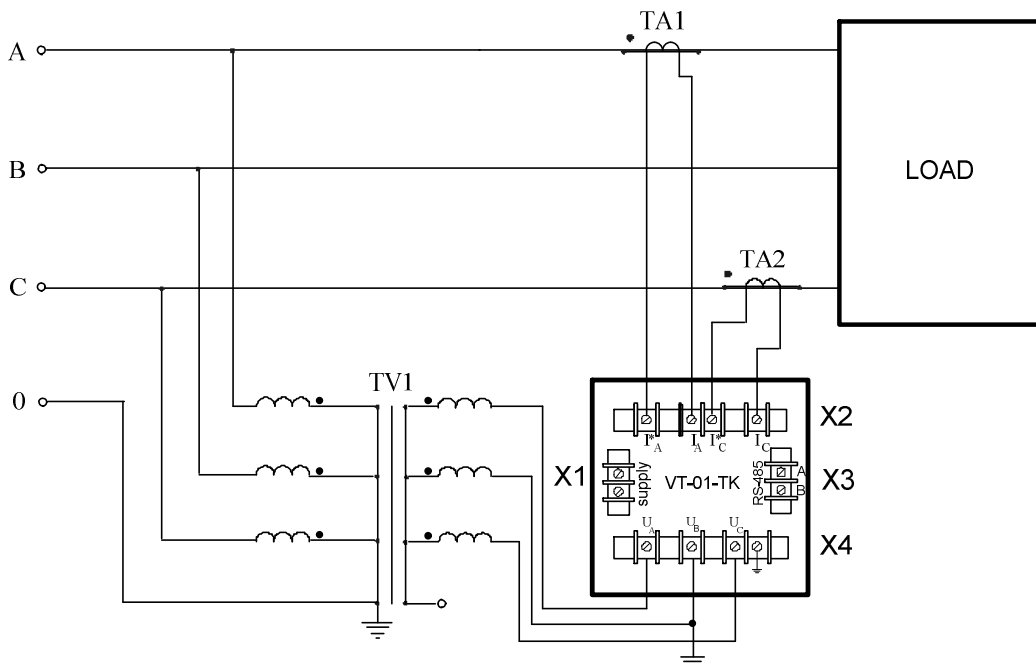 TA1
A
B
LOAD
TA2
C
TV1
0
X2
I*A IA I*C IC
X1
supply
VT-01-TK
RS-485
A
B
X3
UA UB UC
X4